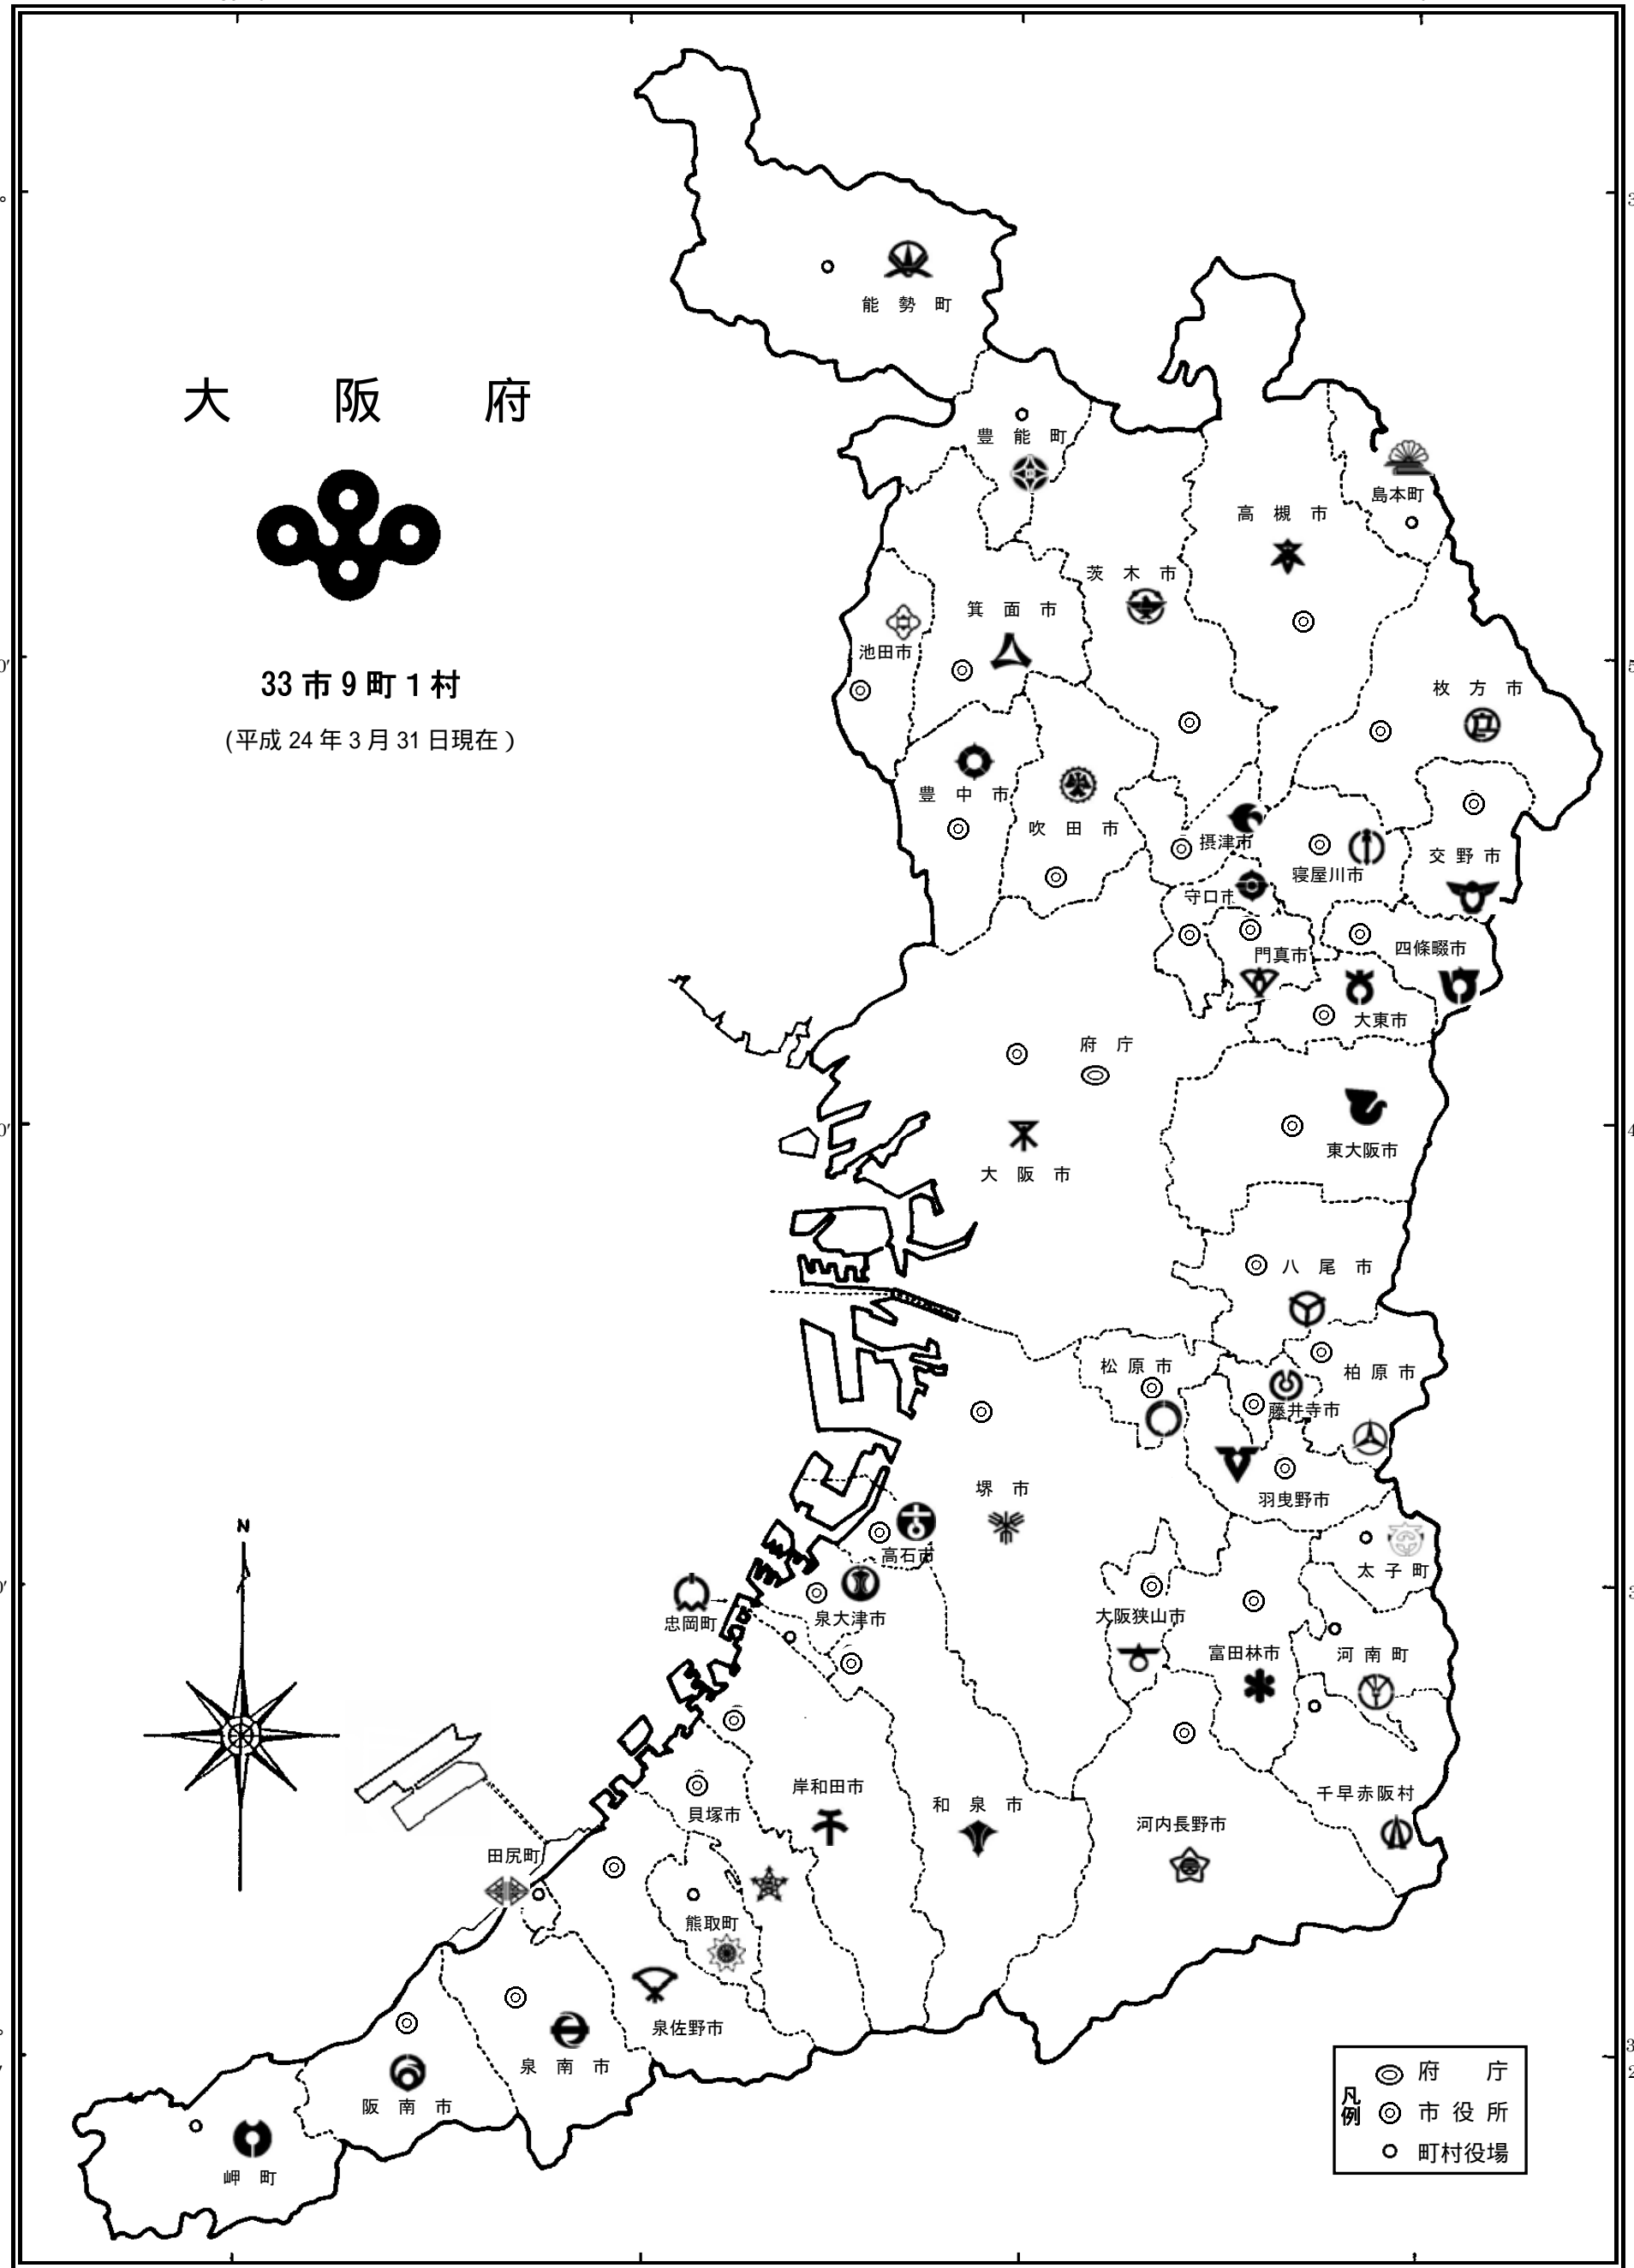 能勢町
大阪府
豊能町
島本町
高槻市
茨木市
箕面市
池田市
33市9町1村
枚方市
(平成24年3月31日現在)
豊中市
吹田市
摂津市
交野市
寝屋川市
守口市
四條畷市
門真市
大東市
府庁
東大阪市
大阪市
八尾市
松原市
柏原市
藤井寺市
堺市
羽曳野市
N
高石市
太子町
大阪狭山市
泉大津市
忠岡町
富田林市
河南町
岸和田市
千早赤阪村
和泉市
貝塚市
河内長野市
田尻町
熊取町
泉佐野市
泉南市
阪南市
岬町
凡例
府庁
市役所
町村役場